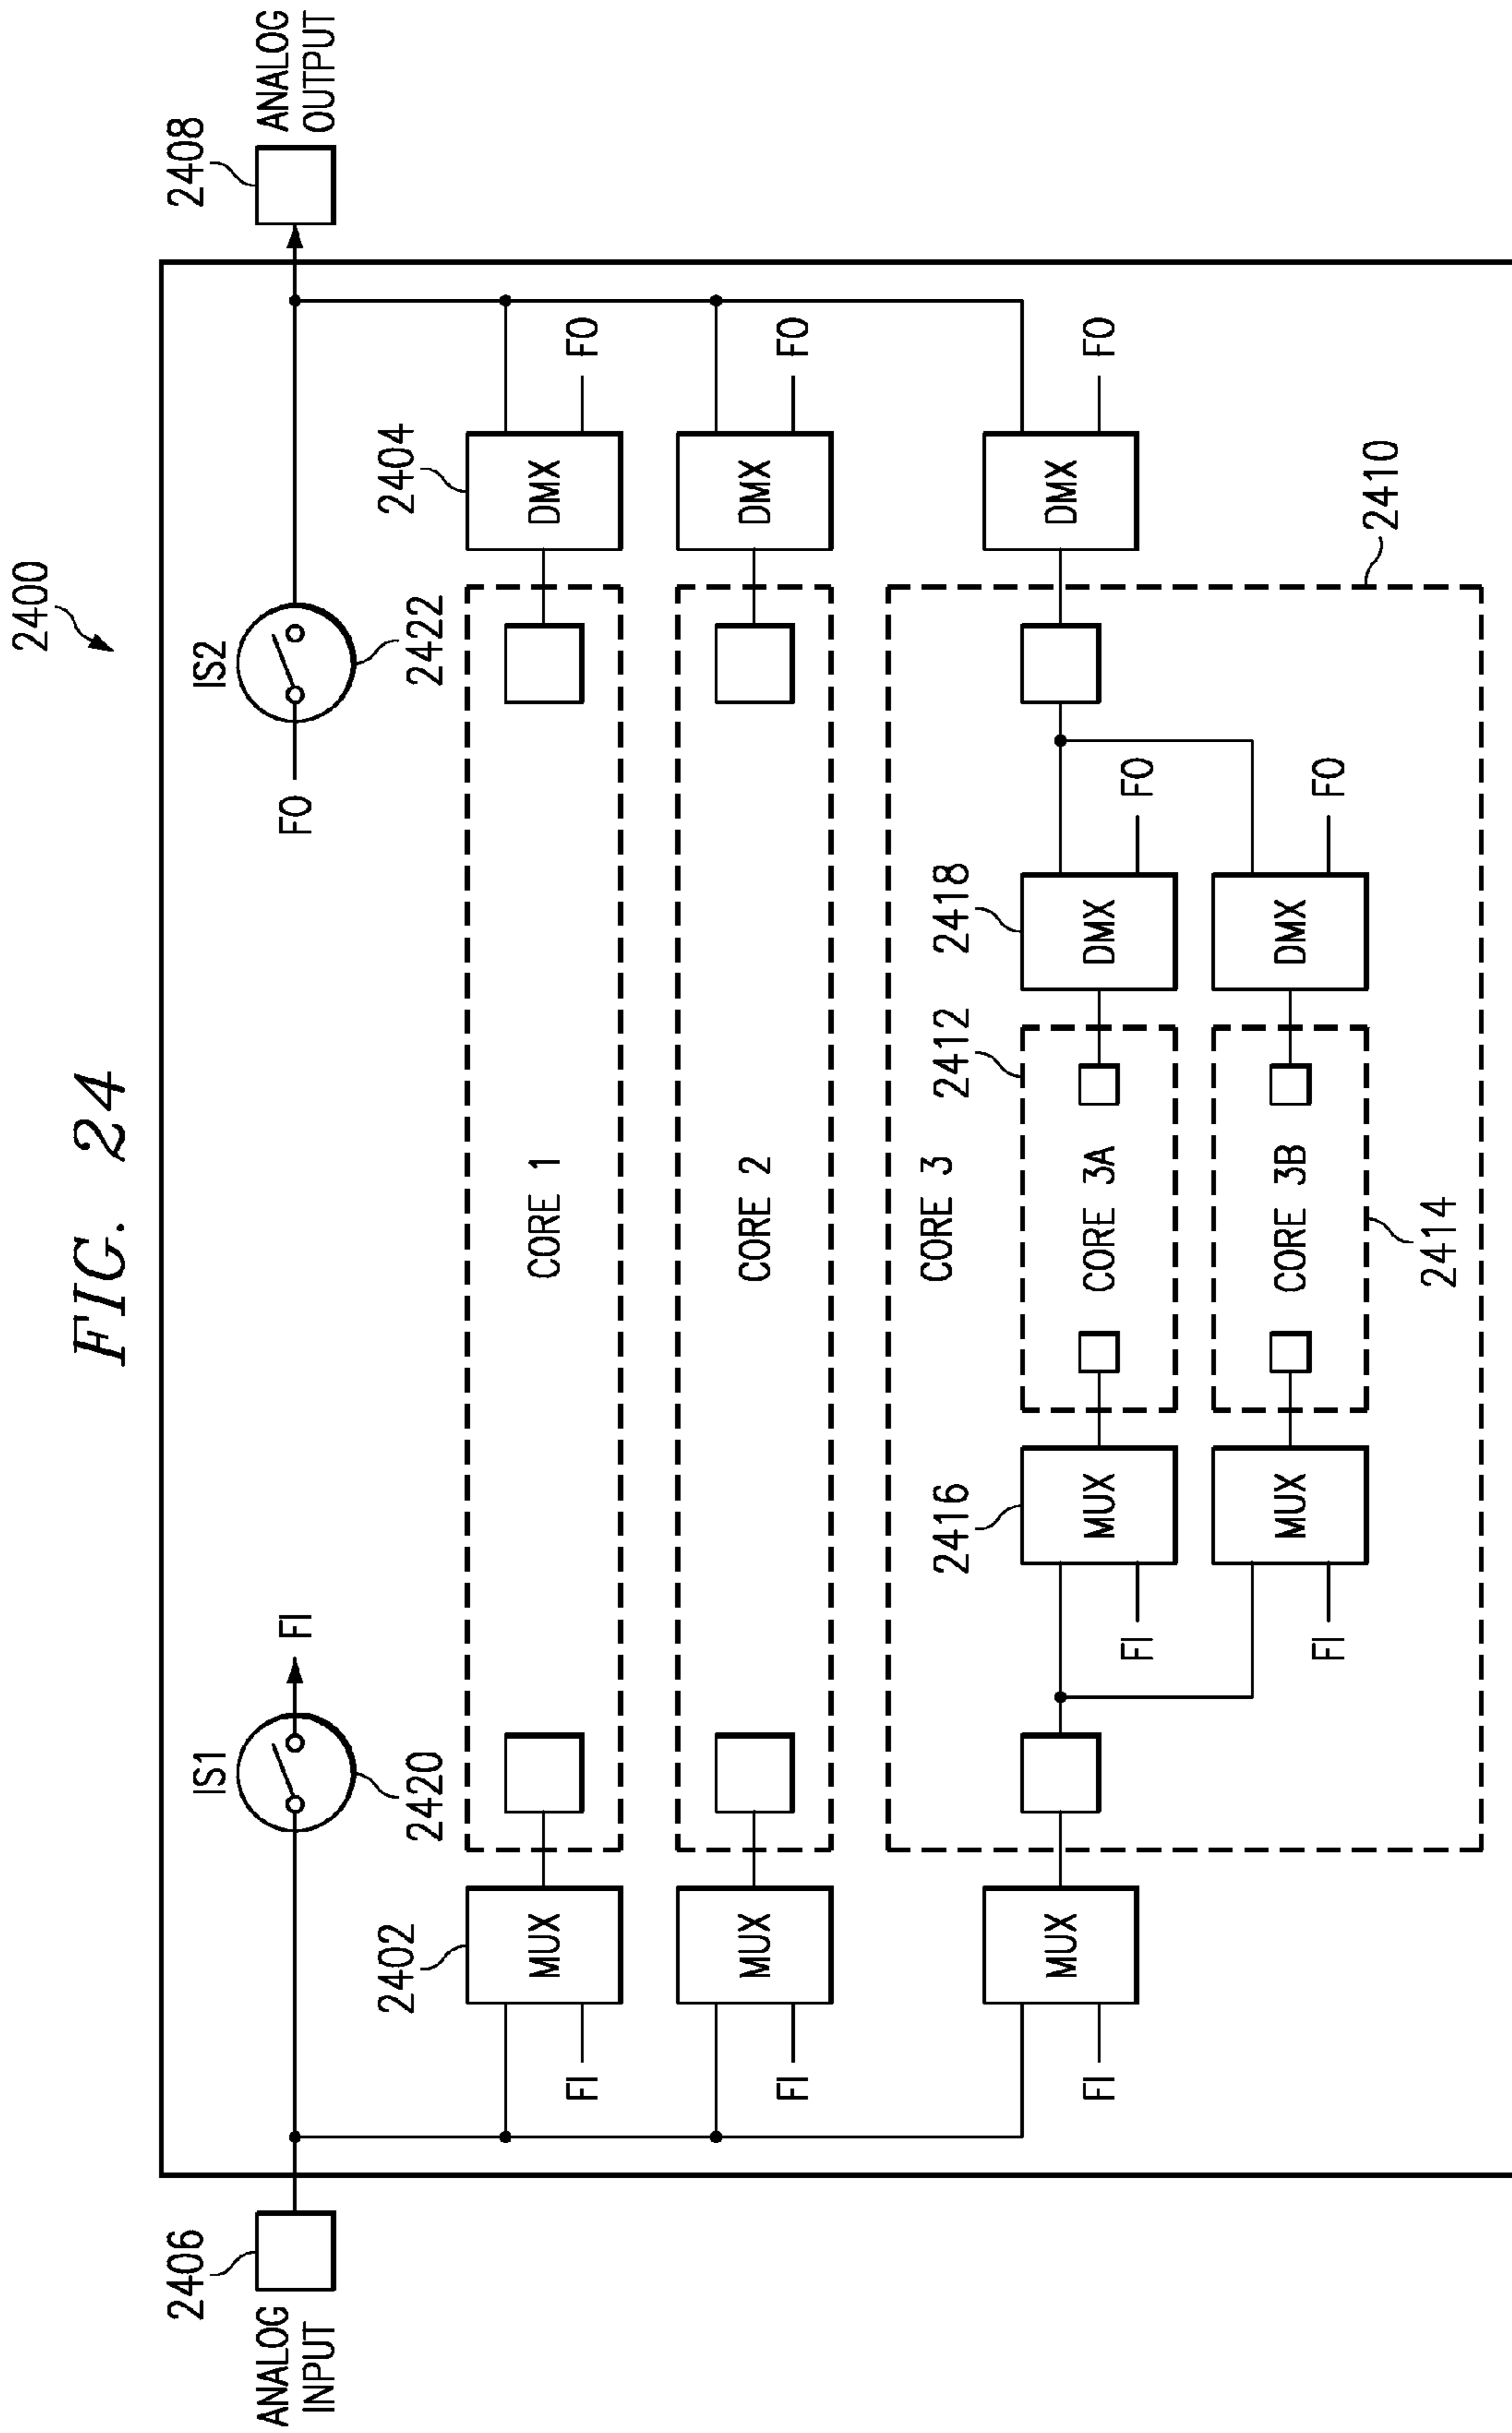 FIG. 24
2400
2406
ANALOG
INPUT
IS1
2420
FI
FO
IS2
2422
2408
ANALOG
OUTPUT
2402
MUX
FI
CORE 1
2404
DMX
FO
MUX
FI
CORE 2
DMX
FO
MUX
FI
CORE 3
DMX
FO
2410
2416
MUX
FI
2412
CORE 3A
2418
DMX
FO
MUX
FI
CORE 3B
2414
DMX
FO